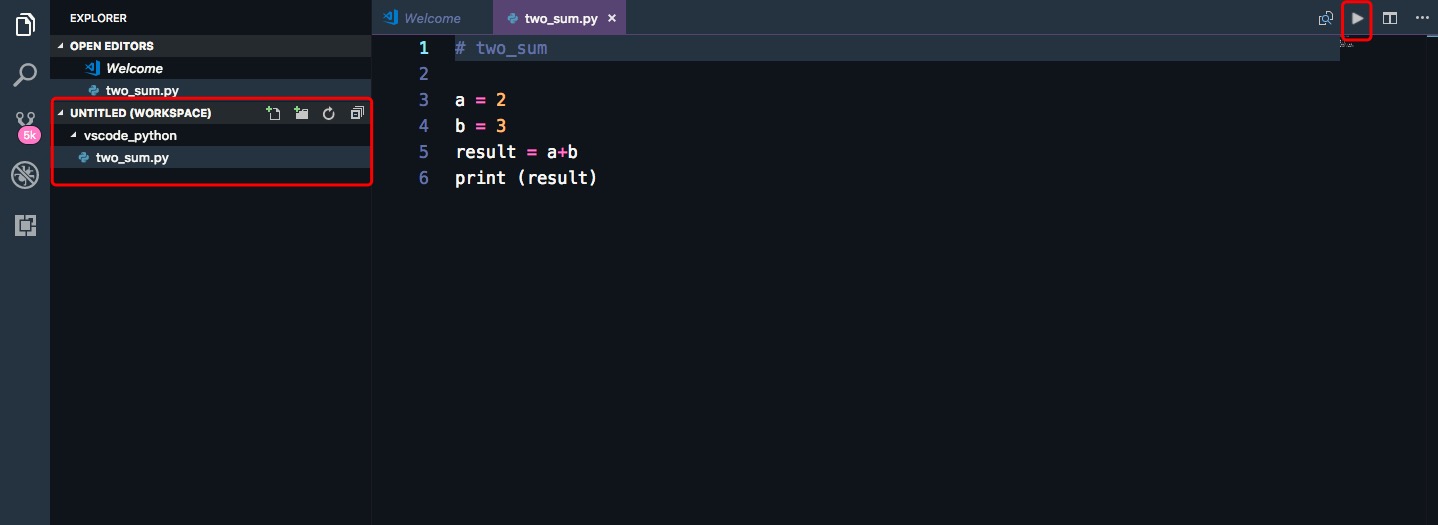 EXPLORER
OPEN EDITORS
Welcome
two_sum.py
UNTITLED (WORKSPACE)
vscode_python
two_sum.py
5k
Welcome
two_sum.py
1 # two_sum
2
3 a = 2
4 b = 3
5 result = a+b
6 print (result)